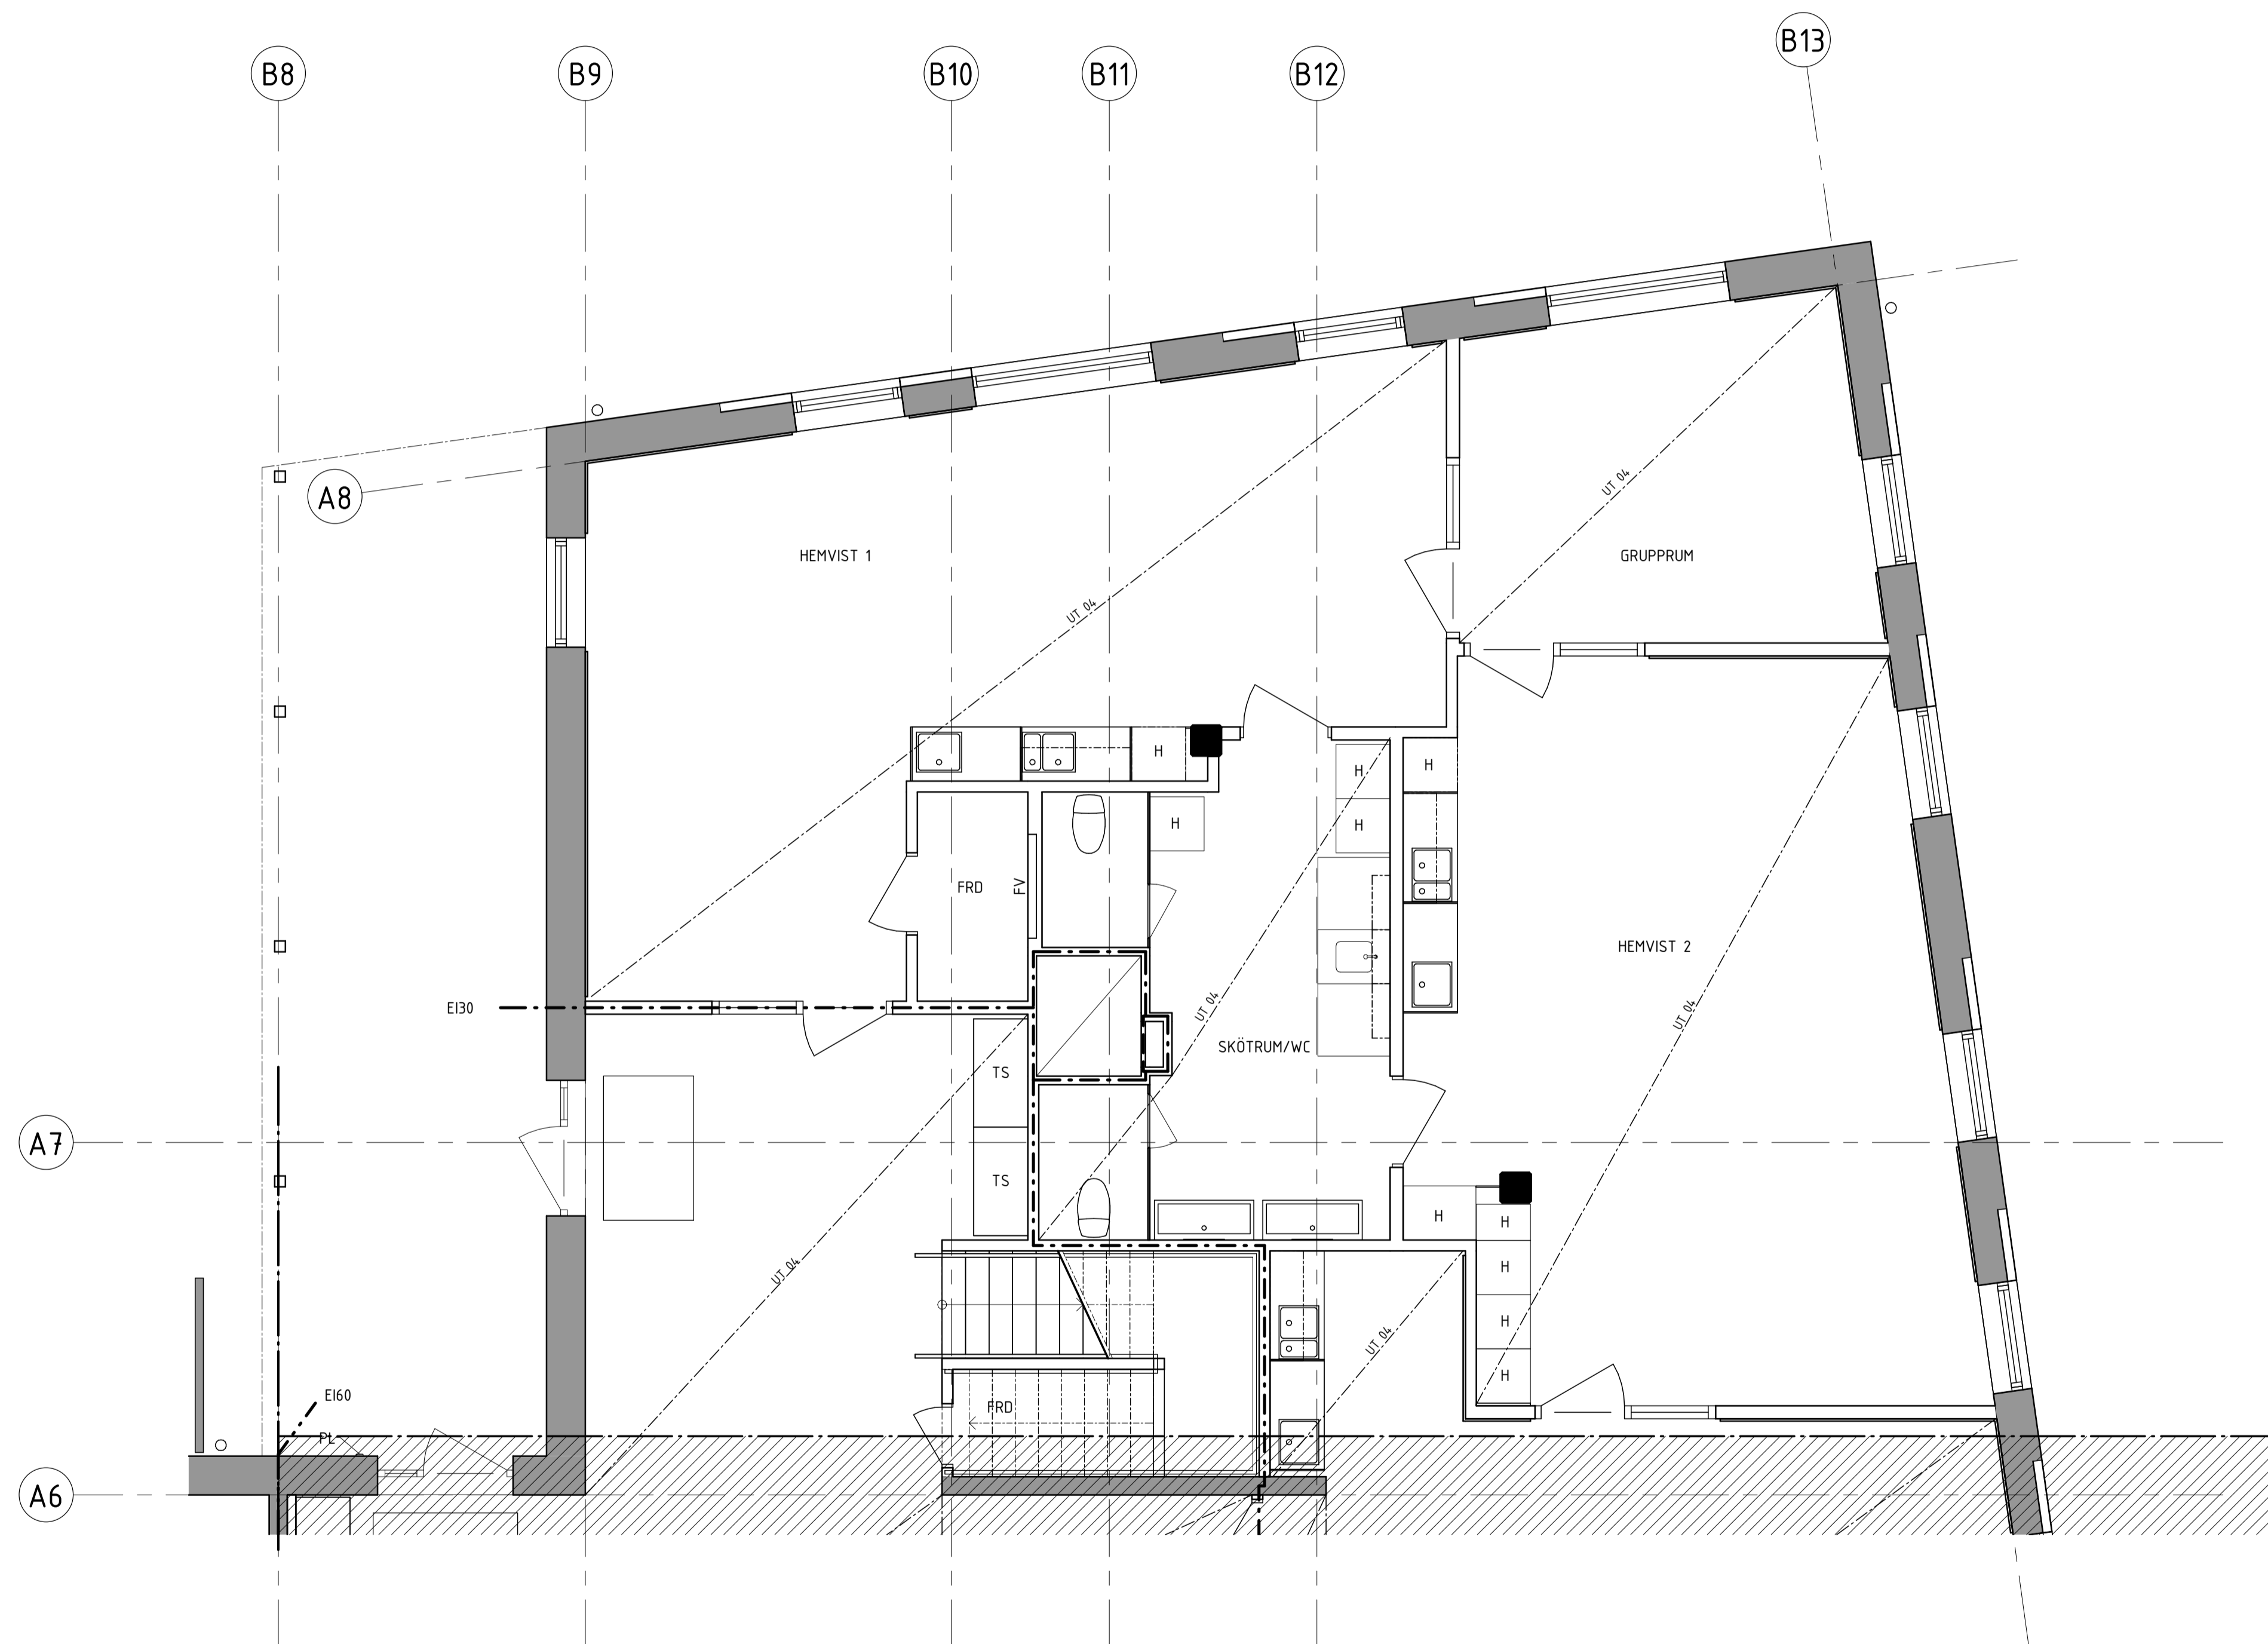 B13
B8
B9
B10
B11
B12
A8
UT 04
HEMVIST 1
GRUPPRUM
UT 04
H
H
H
H
H
FRD
FV
HEMVIST 2
EI30
UT 04
UT 04
SKÖTRUM/WC
TS
A7
TS
H
H
H
UT 04
H
UT 04
H
EI60
FRD
PL
A6